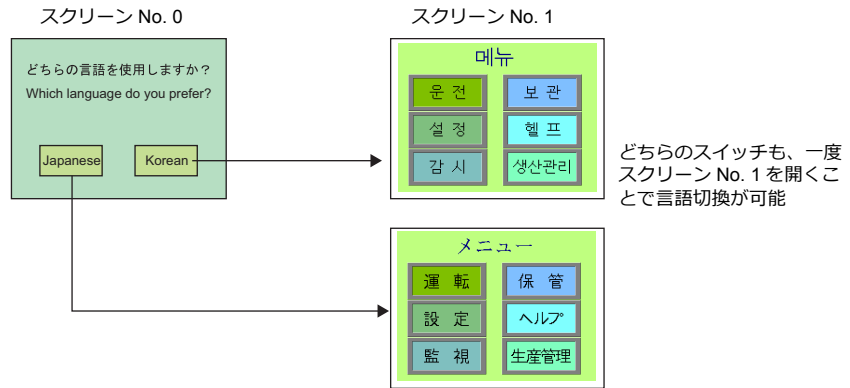 スクリーン No. 0
スクリーン No. 1
どちらの言語を使用しますか？
Which language do you prefer?
Japanese
Korean
메뉴
운 전
보 관
설 정
헬 프
감 시
생산관리
どちらのスイッチも、一度
スクリーン No. 1 を開くこ
とで言語切換が可能
メニュー
運 転
保 管
設 定
ヘルプ
監 視
生産管理